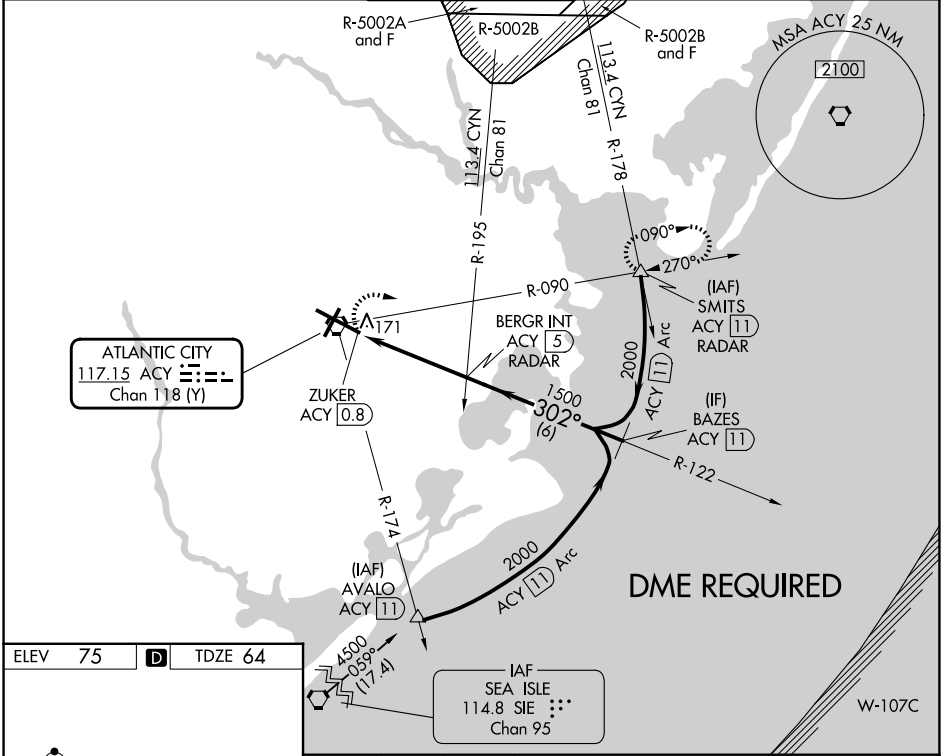 R-5002A
and F
R-5002B
R-5002B
and F
MSA ACY 25 NM
2100
113.4 CYN
Chan 81
R-195
113.4 CYN
Chan 81
R-178
090°
270°
(IAF)
SMITS
ACY 11
RADAR
R-090
171
BERGR INT
ACY 5
RADAR
ATLANTIC CITY
117.15 ACY
Chan 118 (Y)
ZUKER
ACY 0.8
1500
302°
(6)
2000
ACY 11 Arc
(IF)
BAZES
ACY 11
R-122
R-174
(IAF)
AVALO
ACY 11
2000
ACY 11 Arc
DME REQUIRED
4500
059°
(17.4)
IAF
SEA ISLE
114.8 SIE
Chan 95
W-107C
ELEV 75 D TDZE 64